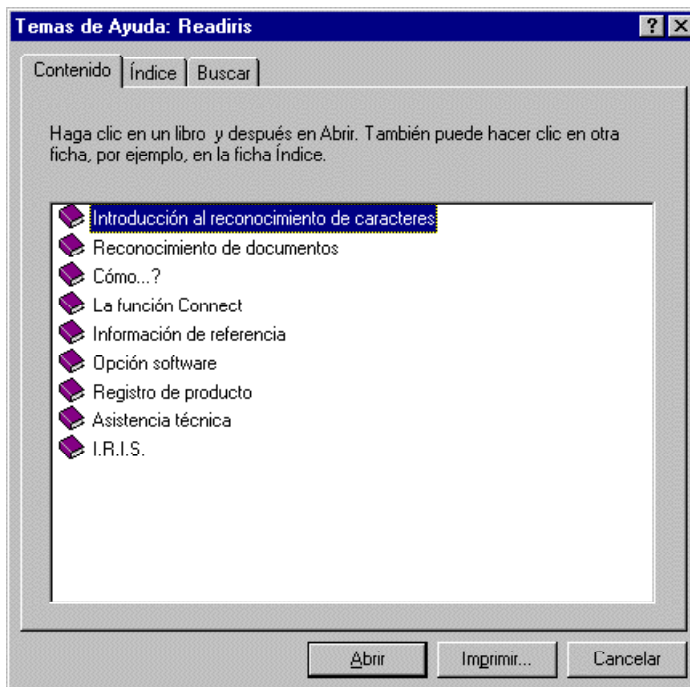 Temas de Ayuda: Readiris
Contenido Índice Buscar
Haga clic en un libro y después en Abrir. También puede hacer clic en otra
ficha, por ejemplo, en la ficha Índice.
Introducción al reconocimiento de caracteres
Reconocimiento de documentos
Cómo...?
La función Connect
Información de referencia
Opción software
Registro de producto
Asistencia técnica
I.R.I.S.
Abrir Imprimir... Cancelar